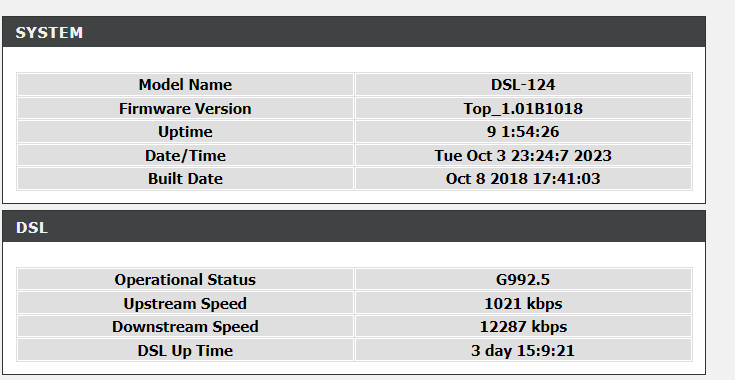 SYSTEM
Model Name DSL-124
Firmware Version Top_1.01B1018
Uptime 9 1:54:26
Date/Time Tue Oct 3 23:24:7 2023
Built Date Oct 8 2018 17:41:03
DSL
Operational Status G992.5
Upstream Speed 1021 kbps
Downstream Speed 12287 kbps
DSL Up Time 3 day 15:9:21